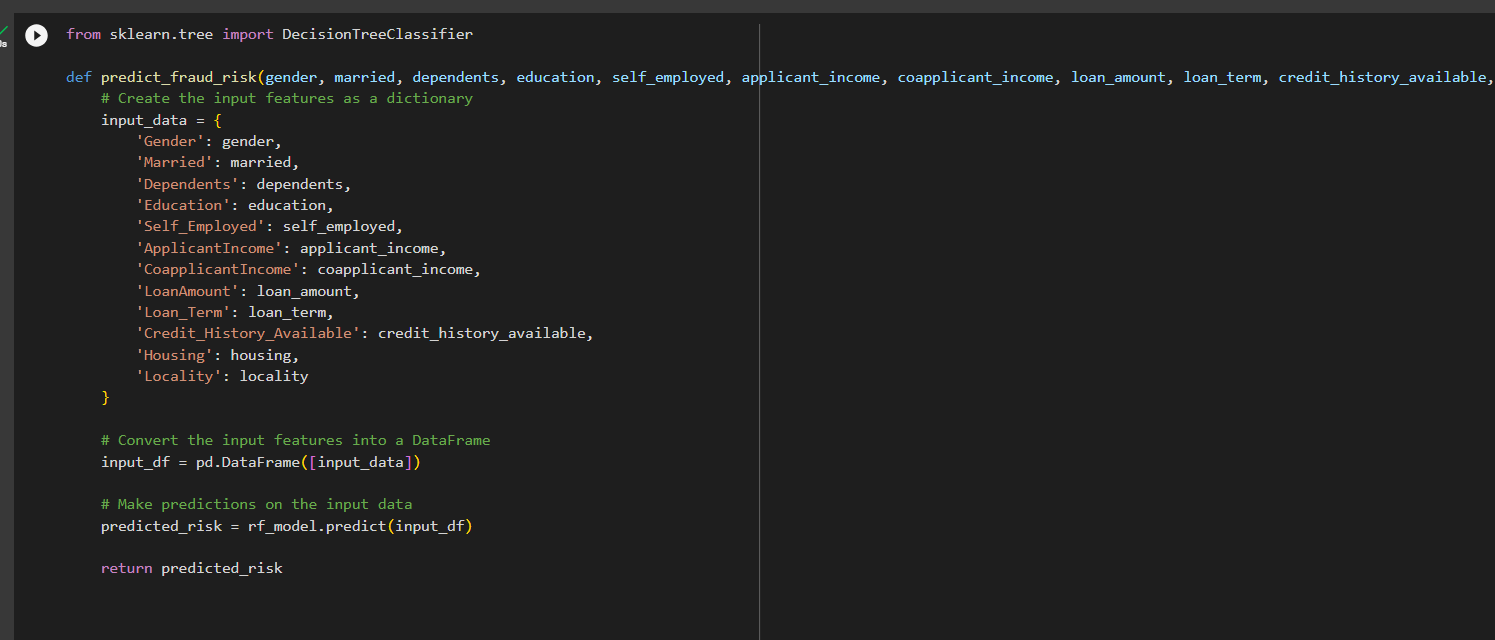 from sklearn.tree import DecisionTreeClassifier
def predict_fraud_risk(gender, married, dependents, education, self_employed, applicant_income, coapplicant_income, loan_amount, loan_term, credit_history_available,
# Create the input features as a dictionary
input_data = {
'Gender': gender,
'Married': married,
'Dependents': dependents,
'Education': education,
'Self_Employed': self_employed,
'ApplicantIncome': applicant_income,
'CoapplicantIncome': coapplicant_income,
'LoanAmount': loan_amount,
'Loan_Term': loan_term,
'Credit_History_Available': credit_history_available,
'Housing': housing,
'Locality': locality
}
# Convert the input features into a DataFrame
input_df = pd.DataFrame([input_data])
# Make predictions on the input data
predicted_risk = rf_model.predict(input_df)
return predicted_risk